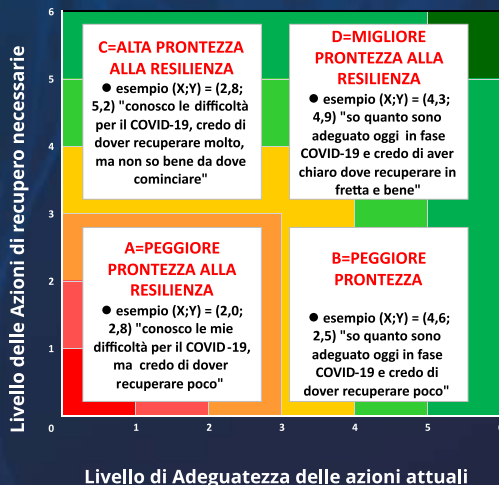 Livello delle Azioni di recupero necessarie
6
5
4
3
2
1
0
C=ALTA PRONTEZZA
ALLA RESILIENZA
● esempio (X;Y) = (2,8;
5,2) "conosco le difficoltà
per il COVID-19, credo di
dover recuperare molto,
ma non so bene da dove
cominciare"
D=MIGLIORE
PRONTEZZA ALLA
RESILIENZA
● esempio (X;Y) = (4,3;
4,9) "so quanto sono
adeguato oggi in fase
COVID-19 e credo di aver
chiaro dove recuperare in
fretta e bene"
A=PEGGIORE
PRONTEZZA ALLA
RESILIENZA
● esempio (X;Y) = (2,0;
2,8) "conosco le mie
difficoltà per il COVID-19,
ma credo di dover
recuperare poco"
B=PEGGIORE
PRONTEZZA
● esempio (X;Y) = (4,6;
2,5) "so quanto sono
adeguato oggi in fase
COVID-19 e credo di
dover recuperare poco"
1
2
3
4
5
6
Livello di Adeguatezza delle azioni attuali